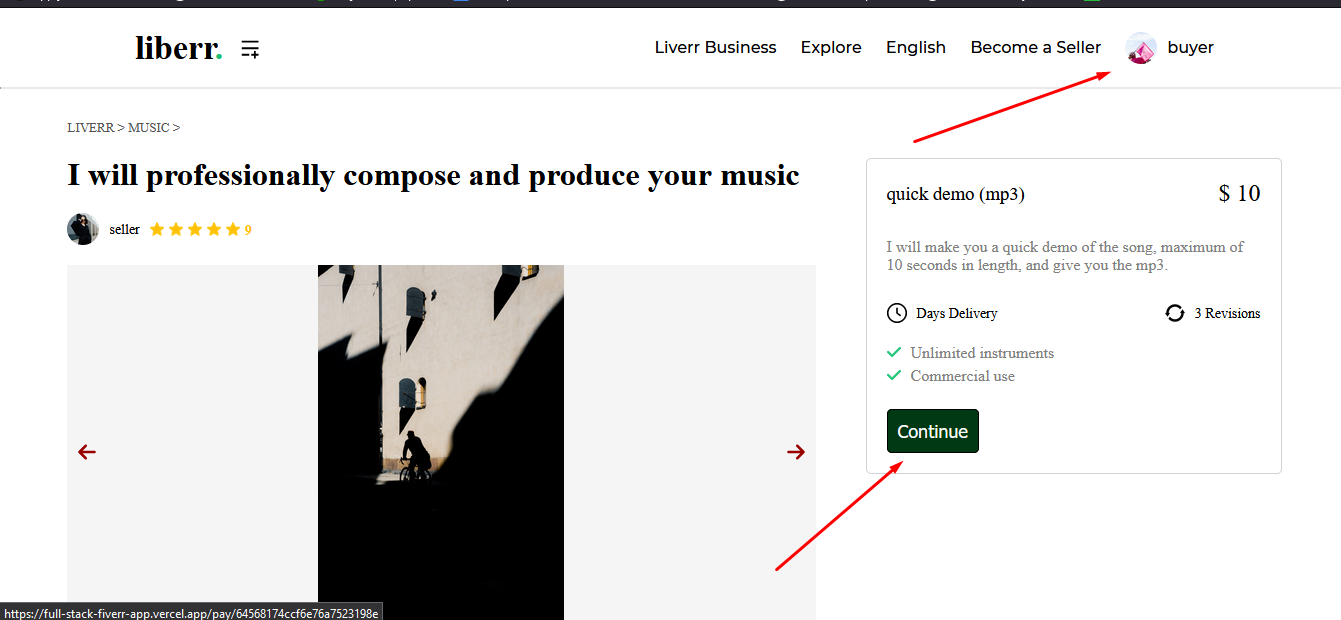 liberr.
Liverr Business Explore English Become a Seller buyer
LIVERR > MUSIC >
I will professionally compose and produce your music
seller 9
quick demo (mp3) $ 10
I will make you a quick demo of the song, maximum of
10 seconds in length, and give you the mp3.
Days Delivery 3 Revisions
Unlimited instruments
Commercial use
Continue
https://full-stack-fiverr-app.vercel.app/pay/64568174ccf6e76a7523198e